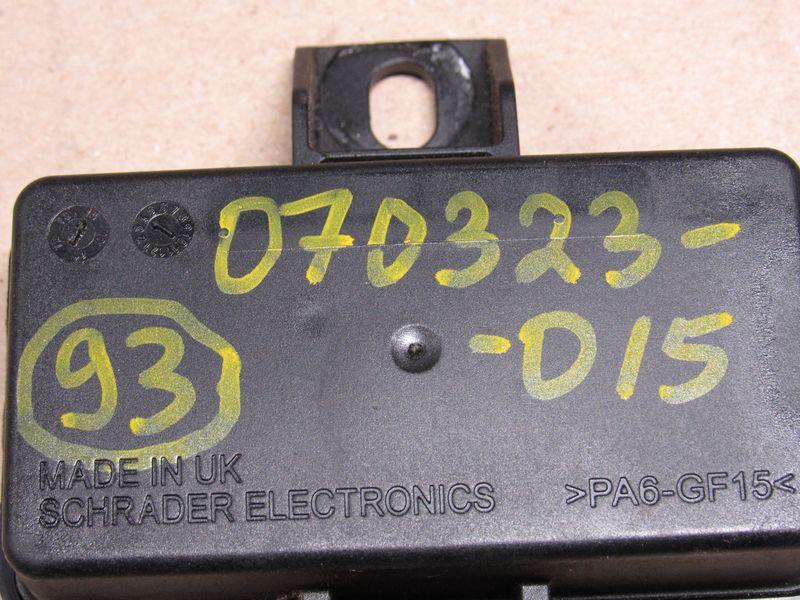 070323-
93
-015
MADE IN UK
SCHRADER ELECTRONICS
>PA6-GF15<